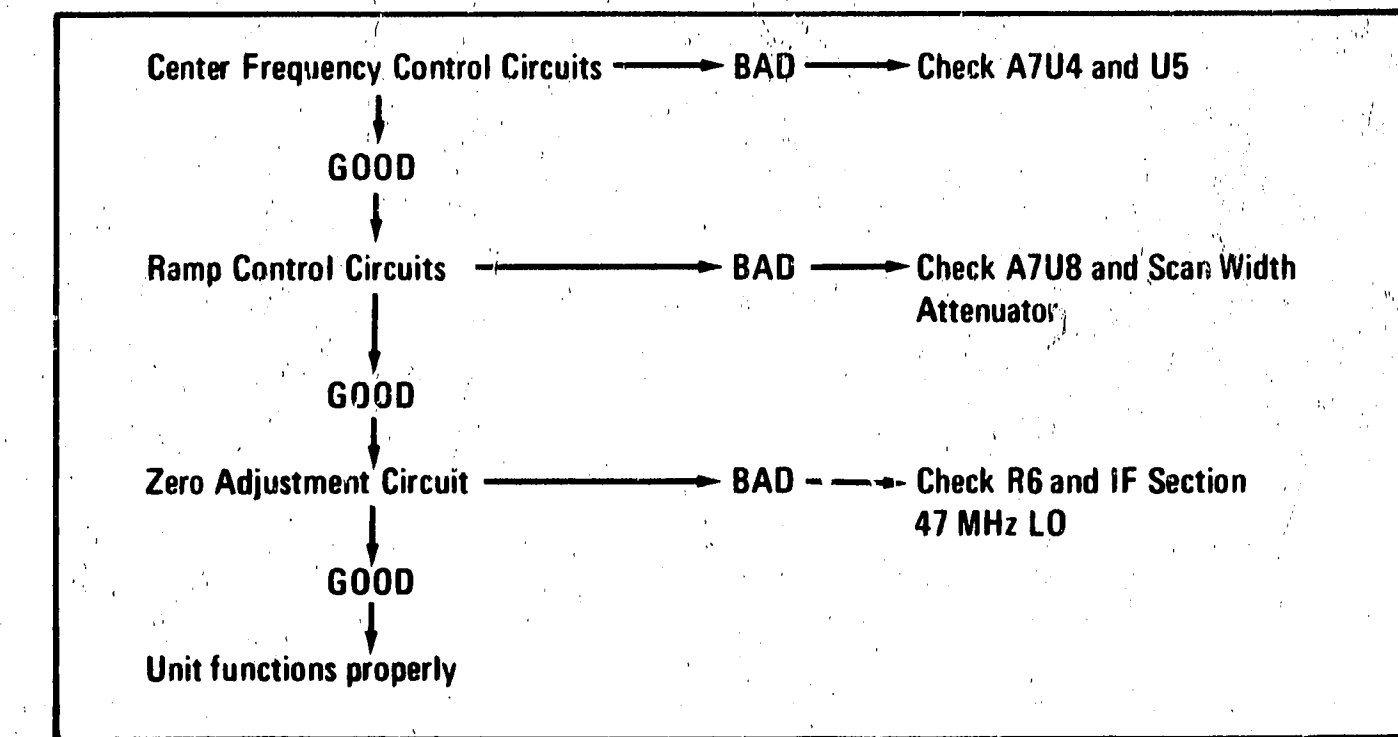 Center Frequency Control Circuits BAD Check A7U4 and U5
GOOD
Ramp Control Circuits BAD Check A7U8 and Scan Width
Attenuator
GOOD
Zero Adjustment Circuit BAD Check R6 and IF Section
47 MHz LO
GOOD
Unit functions properly